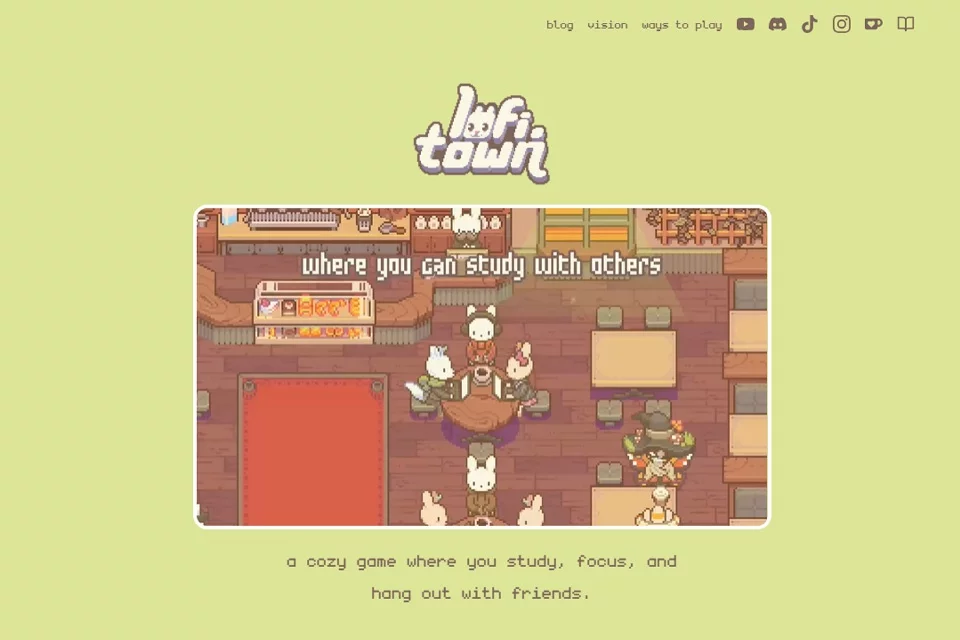 blog vision ways to play
lofi.
town
where you can study with others
a cozy game where you study, focus, and
hang out with friends.